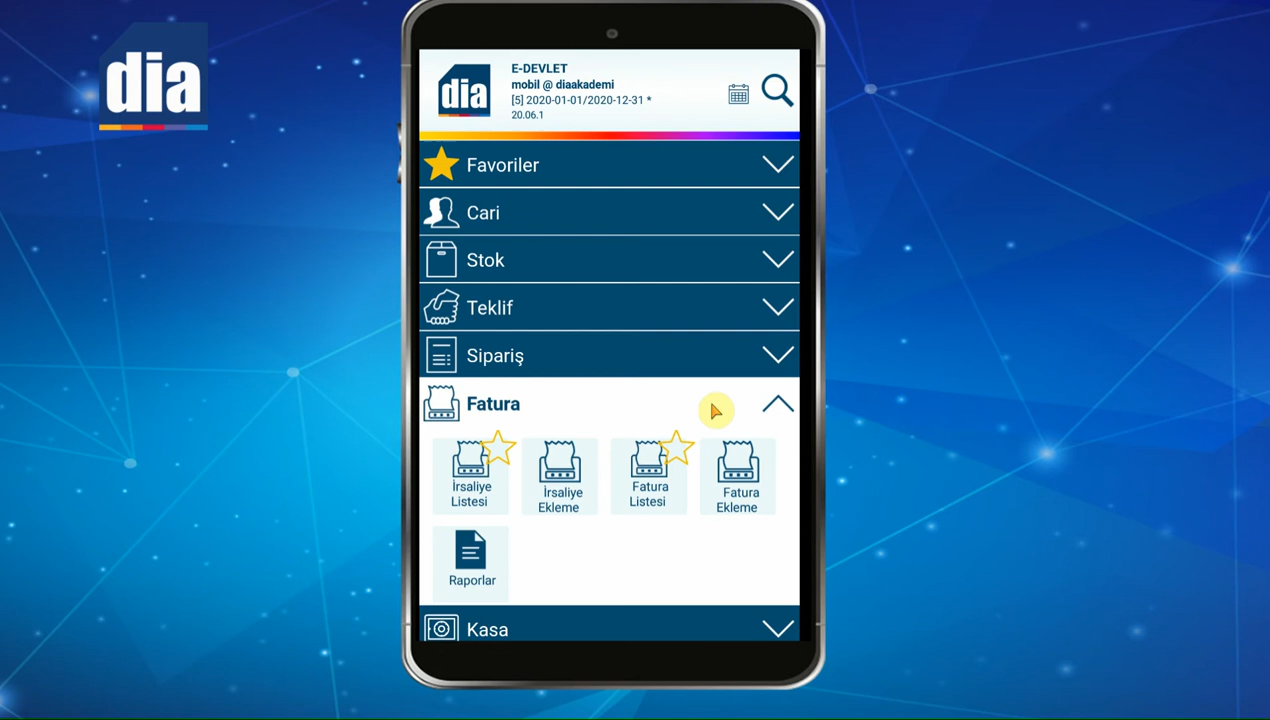 dia
dia
E-DEVLET
mobil @ diaakademi
[5] 2020-01-01/2020-12-31 *
20.06.1
Favoriler
Cari
Stok
Teklif
Sipariş
Fatura
İrsaliye
Listesi
İrsaliye
Ekleme
Fatura
Listesi
Fatura
Ekleme
Raporlar
Kasa